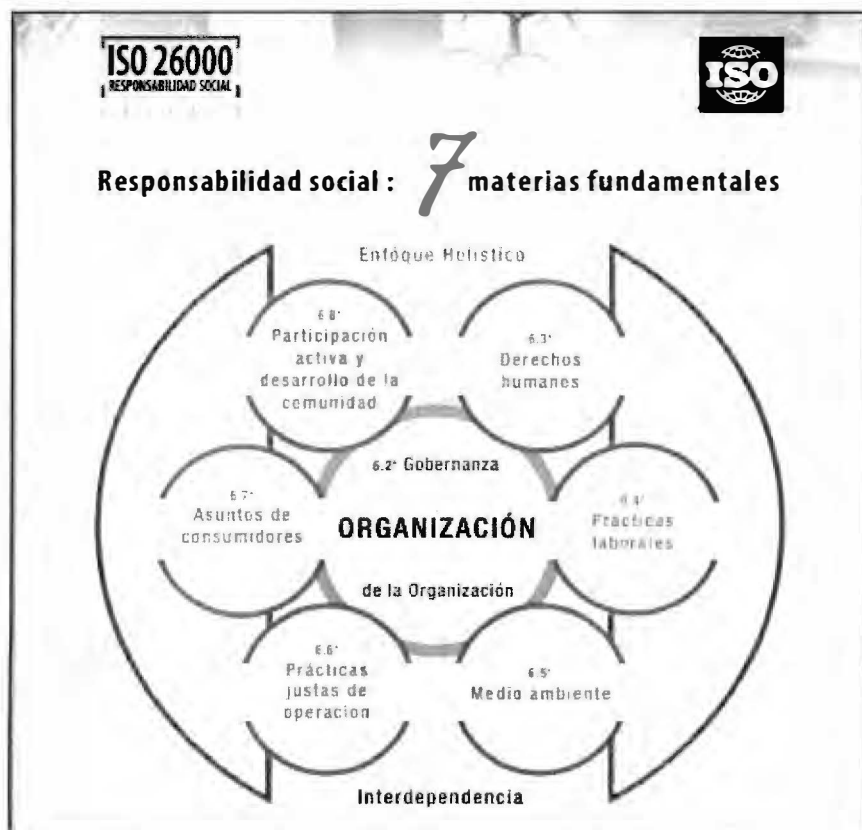 ISO 26000
RESPONSABILIDAD SOCIAL
ISO
Responsabilidad social : 7 materias fundamentales
Enfoque Holístico
6.8*
Participación
activa y
desarrollo de la
comunidad
6.3*
Derechos
humanos
6.2* Gobernanza
6.7*
Asuntos de
consumidores
ORGANIZACIÓN
6.4*
Prácticas
laborales
de la Organización
6.6*
Prácticas
justas de
operacion
6.5*
Medio ambiente
Interdependencia